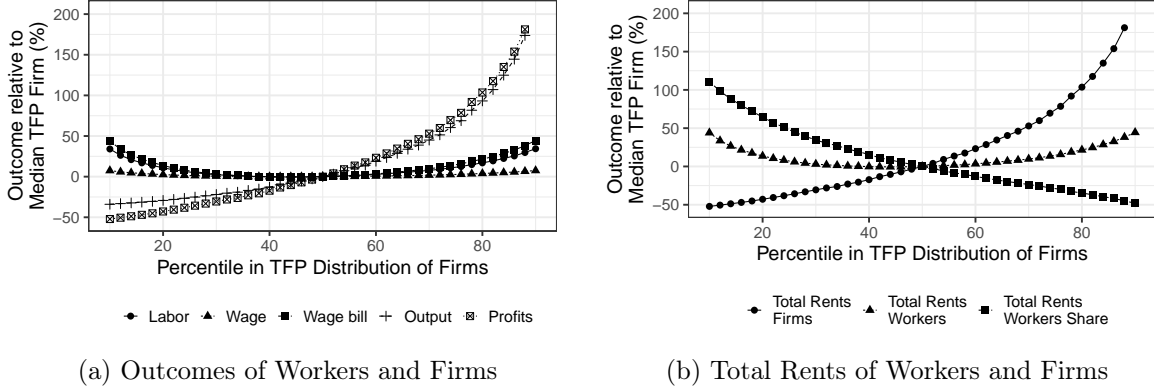 Outcome relative to
Median TFP Firm (%)
200
150
100
50
0
−50
20
40
60
80
Percentile in TFP Distribution of Firms
Labor
Wage
Wage bill
Output
Profits
(a) Outcomes of Workers and Firms
Outcome relative to
Median TFP Firm (%)
200
150
100
50
0
−50
20
40
60
80
Percentile in TFP Distribution of Firms
Total Rents
Firms
Total Rents
Workers
Total Rents
Workers Share
(b) Total Rents of Workers and Firms